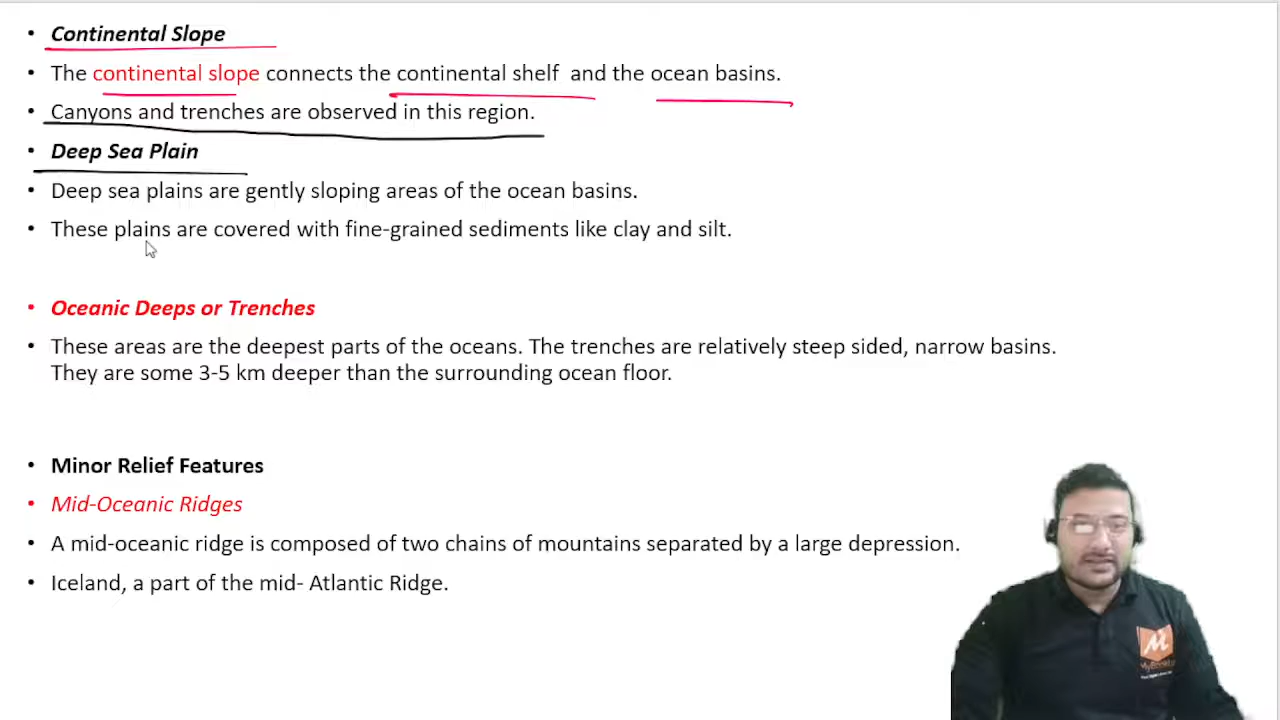 • Continental Slope
• The continental slope connects the continental shelf and the ocean basins.
• Canyons and trenches are observed in this region.
• Deep Sea Plain
• Deep sea plains are gently sloping areas of the ocean basins.
• These plains are covered with fine-grained sediments like clay and silt.
• Oceanic Deeps or Trenches
• These areas are the deepest parts of the oceans. The trenches are relatively steep sided, narrow basins.
They are some 3-5 km deeper than the surrounding ocean floor.
• Minor Relief Features
• Mid-Oceanic Ridges
• A mid-oceanic ridge is composed of two chains of mountains separated by a large depression.
• Iceland, a part of the mid- Atlantic Ridge.